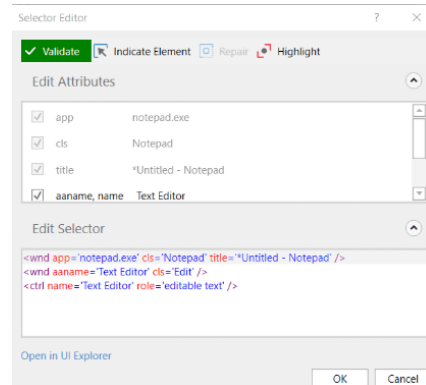 Selector Editor ? ×
Validate Indicate Element Repair Highlight
Edit Attributes
app notepad.exe
cls Notepad
title *Untitled - Notepad
aaname, name Text Editor
Edit Selector
<wnd app='notepad.exe' cls='Notepad' title='*Untitled - Notepad' />
<wnd aaname='Text Editor' cls='Edit' />
<ctrl name='Text Editor' role='editable text' />
Open in UI Explorer
OK Cancel